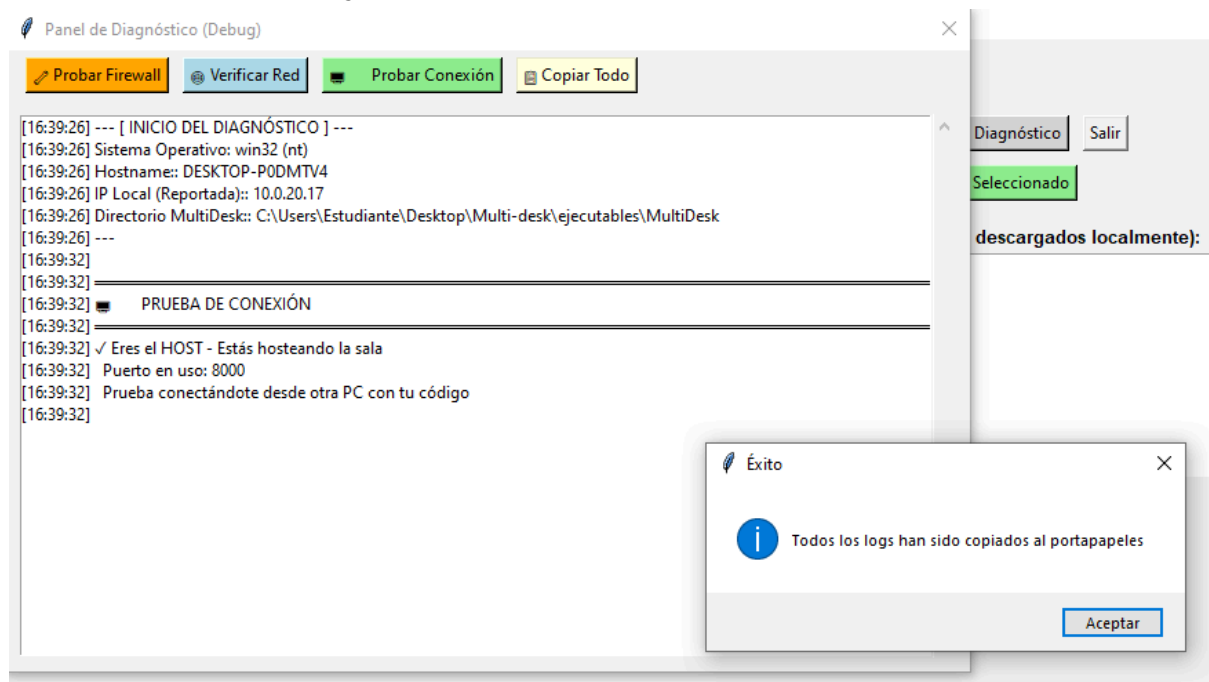 Panel de Diagnóstico (Debug)
Probar Firewall
Verificar Red
Probar Conexión
Copiar Todo
[16:39:26] --- [ INICIO DEL DIAGNÓSTICO ] ---
[16:39:26] Sistema Operativo: win32 (nt)
[16:39:26] Hostname:: DESKTOP-P0DMTV4
[16:39:26] IP Local (Reportada):: 10.0.20.17
[16:39:26] Directorio MultiDesk:: C:\Users\Estudiante\Desktop\Multi-desk\ejecutables\MultiDesk
[16:39:26] ---
[16:39:32]
[16:39:32]
[16:39:32] PRUEBA DE CONEXIÓN
[16:39:32]
[16:39:32] ✓ Eres el HOST - Estás hosteando la sala
[16:39:32] Puerto en uso: 8000
[16:39:32] Prueba conectándote desde otra PC con tu código
[16:39:32]
Diagnóstico
Salir
Seleccionado
descargados localmente):
Éxito
Todos los logs han sido copiados al portapapeles
Aceptar